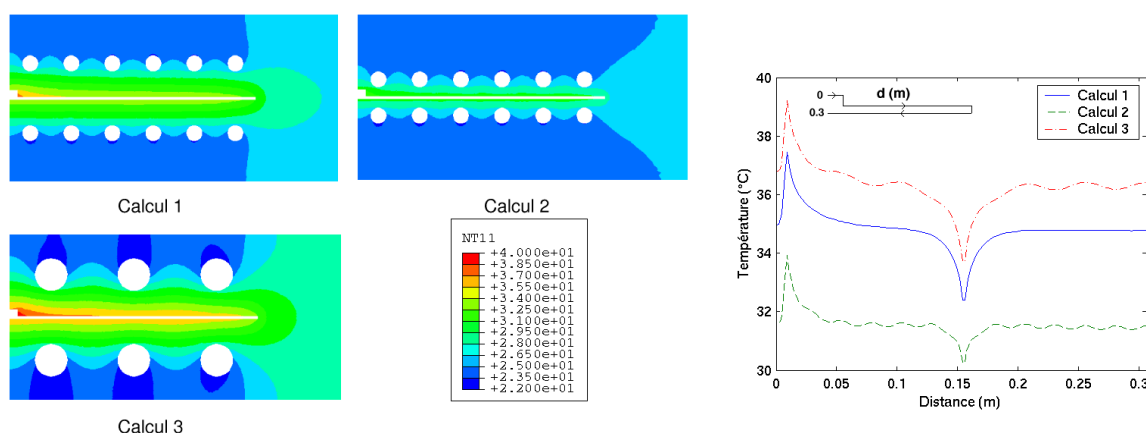 Calcul 1
Calcul 2
Calcul 3
NT11
+4.000e+01
+3.850e+01
+3.700e+01
+3.550e+01
+3.400e+01
+3.250e+01
+3.100e+01
+2.950e+01
+2.800e+01
+2.650e+01
+2.500e+01
+2.350e+01
+2.200e+01
40
38
36
34
32
30
Température (°C)
0
d (m)
0.3
Calcul 1
Calcul 2
Calcul 3
0 0.05 0.1 0.15 0.2 0.25 0.3
Distance (m)